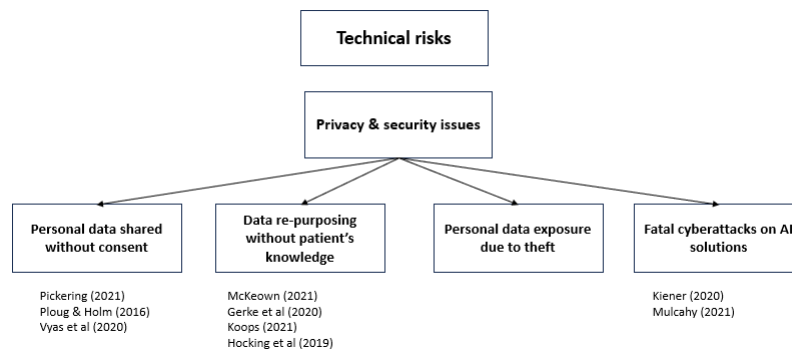 Technical risks
Privacy & security issues
Personal data shared
without consent
Data re-purposing
without patient's
knowledge
Personal data exposure
due to theft
Fatal cyberattacks on AI
solutions
Pickering (2021)
Ploug & Holm (2016)
Vyas et al (2020)
McKeown (2021)
Gerke et al (2020)
Koops (2021)
Hocking et al (2019)
Kiener (2020)
Mulcahy (2021)